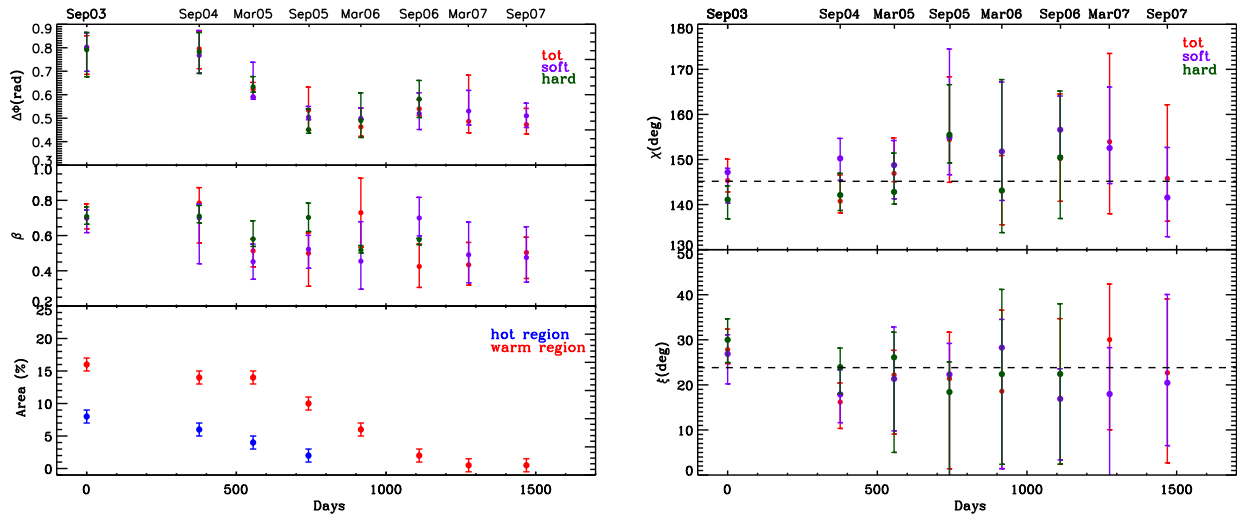 Sep03 Sep04 Mar05 Sep05 Mar06 Sep06 Mar07 Sep07
0.9
0.8
0.7
0.6
0.5
0.4
0.3
ΔΦ(rad)
tot
soft
hard
1.0
0.8
0.6
0.4
0.2
β
25
20
15
10
5
0
Area (%)
hot region
warm region
0 500 1000 1500
Days
Sep03 Sep04 Mar05 Sep05 Mar06 Sep06 Mar07 Sep07
180
170
160
150
140
130
χ(deg)
tot
soft
hard
50
40
30
20
10
0
ξ(deg)
0 500 1000 1500
Days